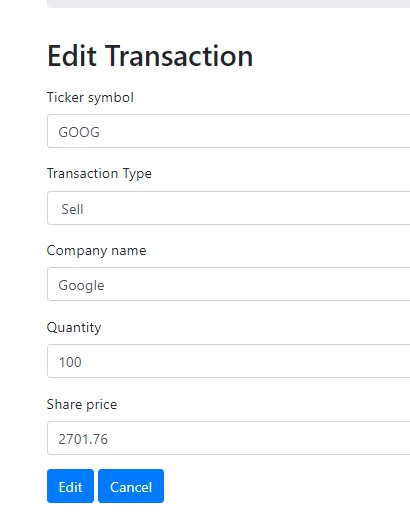 Edit Transaction
Ticker symbol
GOOG
Transaction Type
Sell
Company name
Google
Quantity
100
Share price
2701.76
Edit Cancel